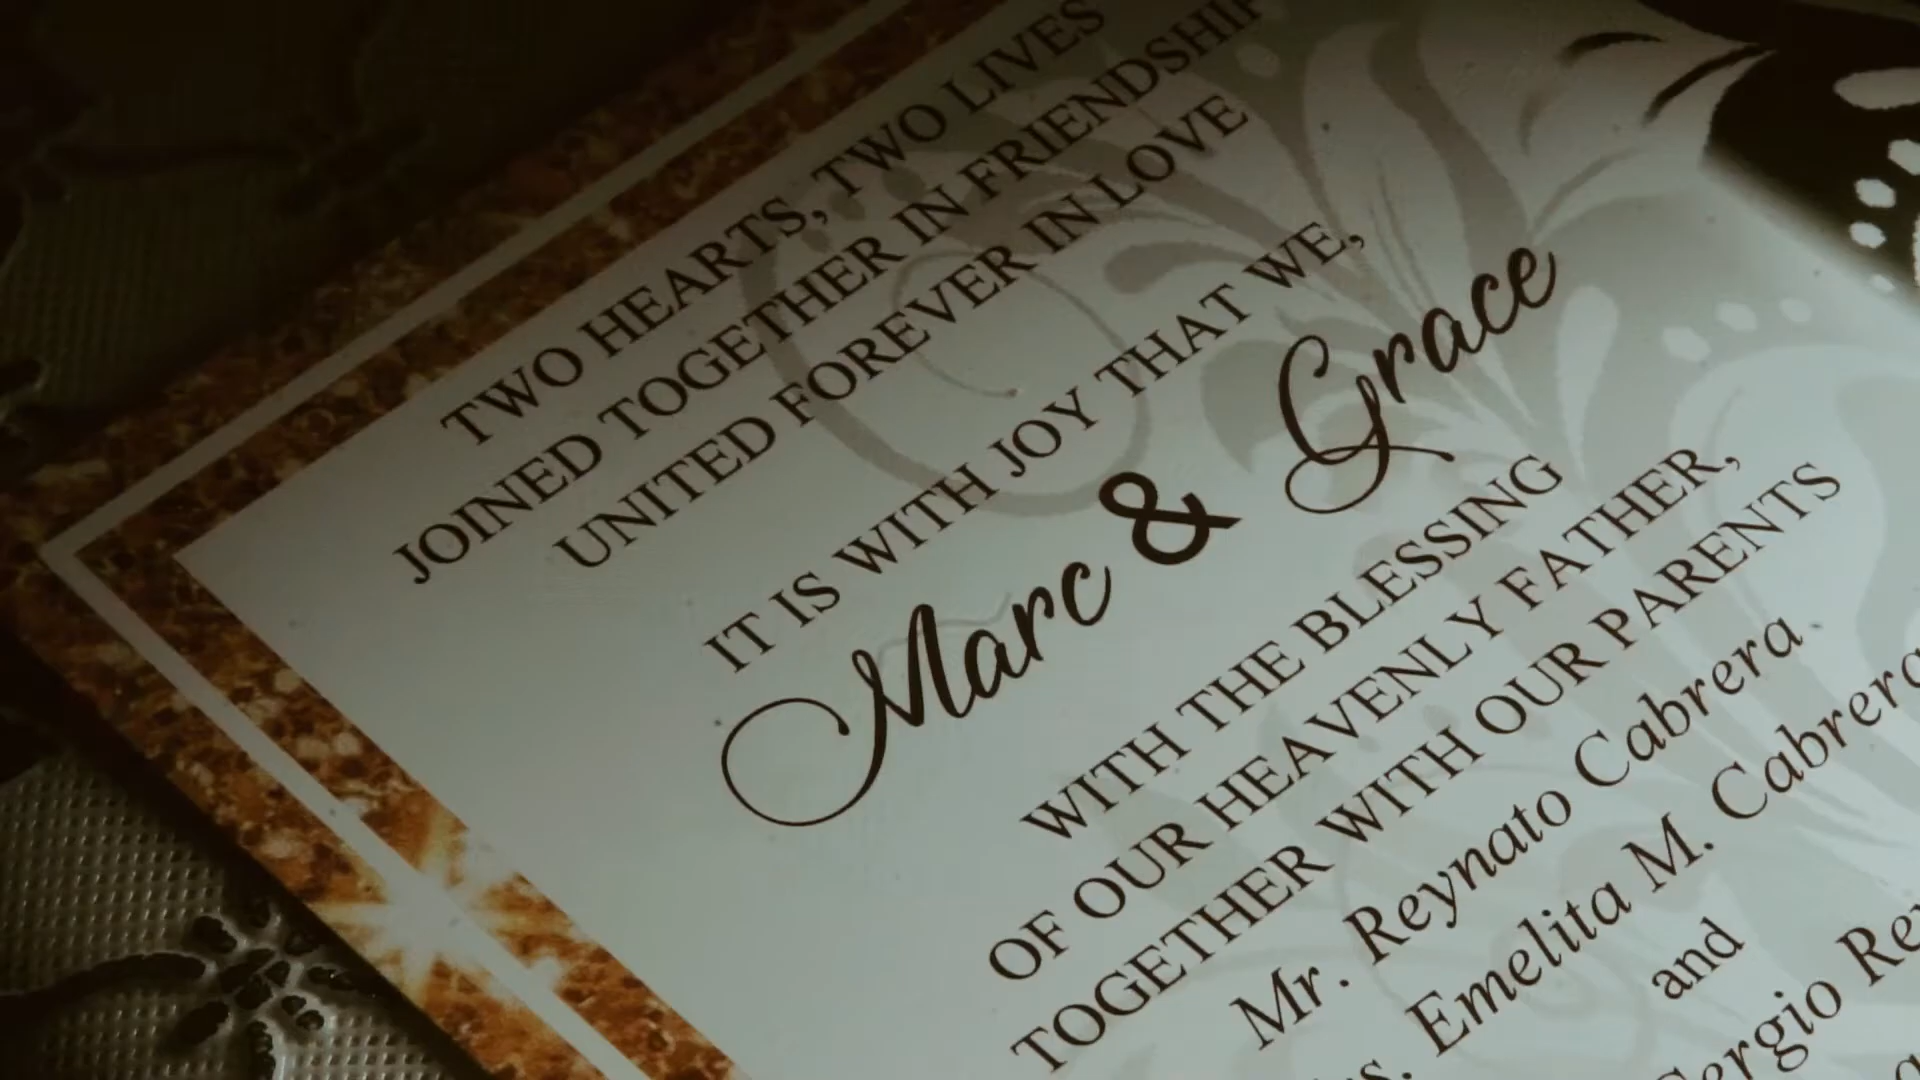 TWO HEARTS, TWO LIVES
JOINED TOGETHER IN FRIENDSHIP
UNITED FOREVER IN LOVE
IT IS WITH JOY THAT WE,
Marc & Grace
WITH THE BLESSING
OF OUR HEAVENLY FATHER,
TOGETHER WITH OUR PARENTS
Mr. Reynato Cabrera
Emelita M. Cabrera
and